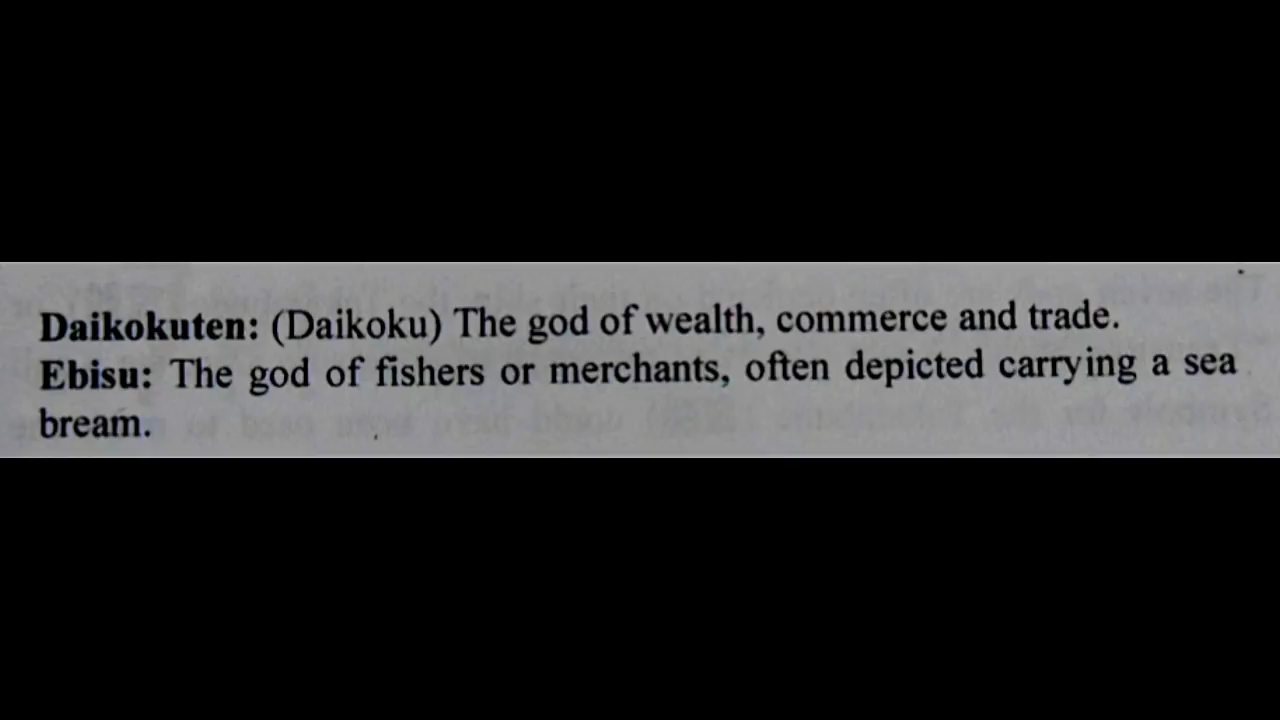 Daikokuten: (Daikoku) The god of wealth, commerce and trade.
Ebisu: The god of fishers or merchants, often depicted carrying a sea
bream.